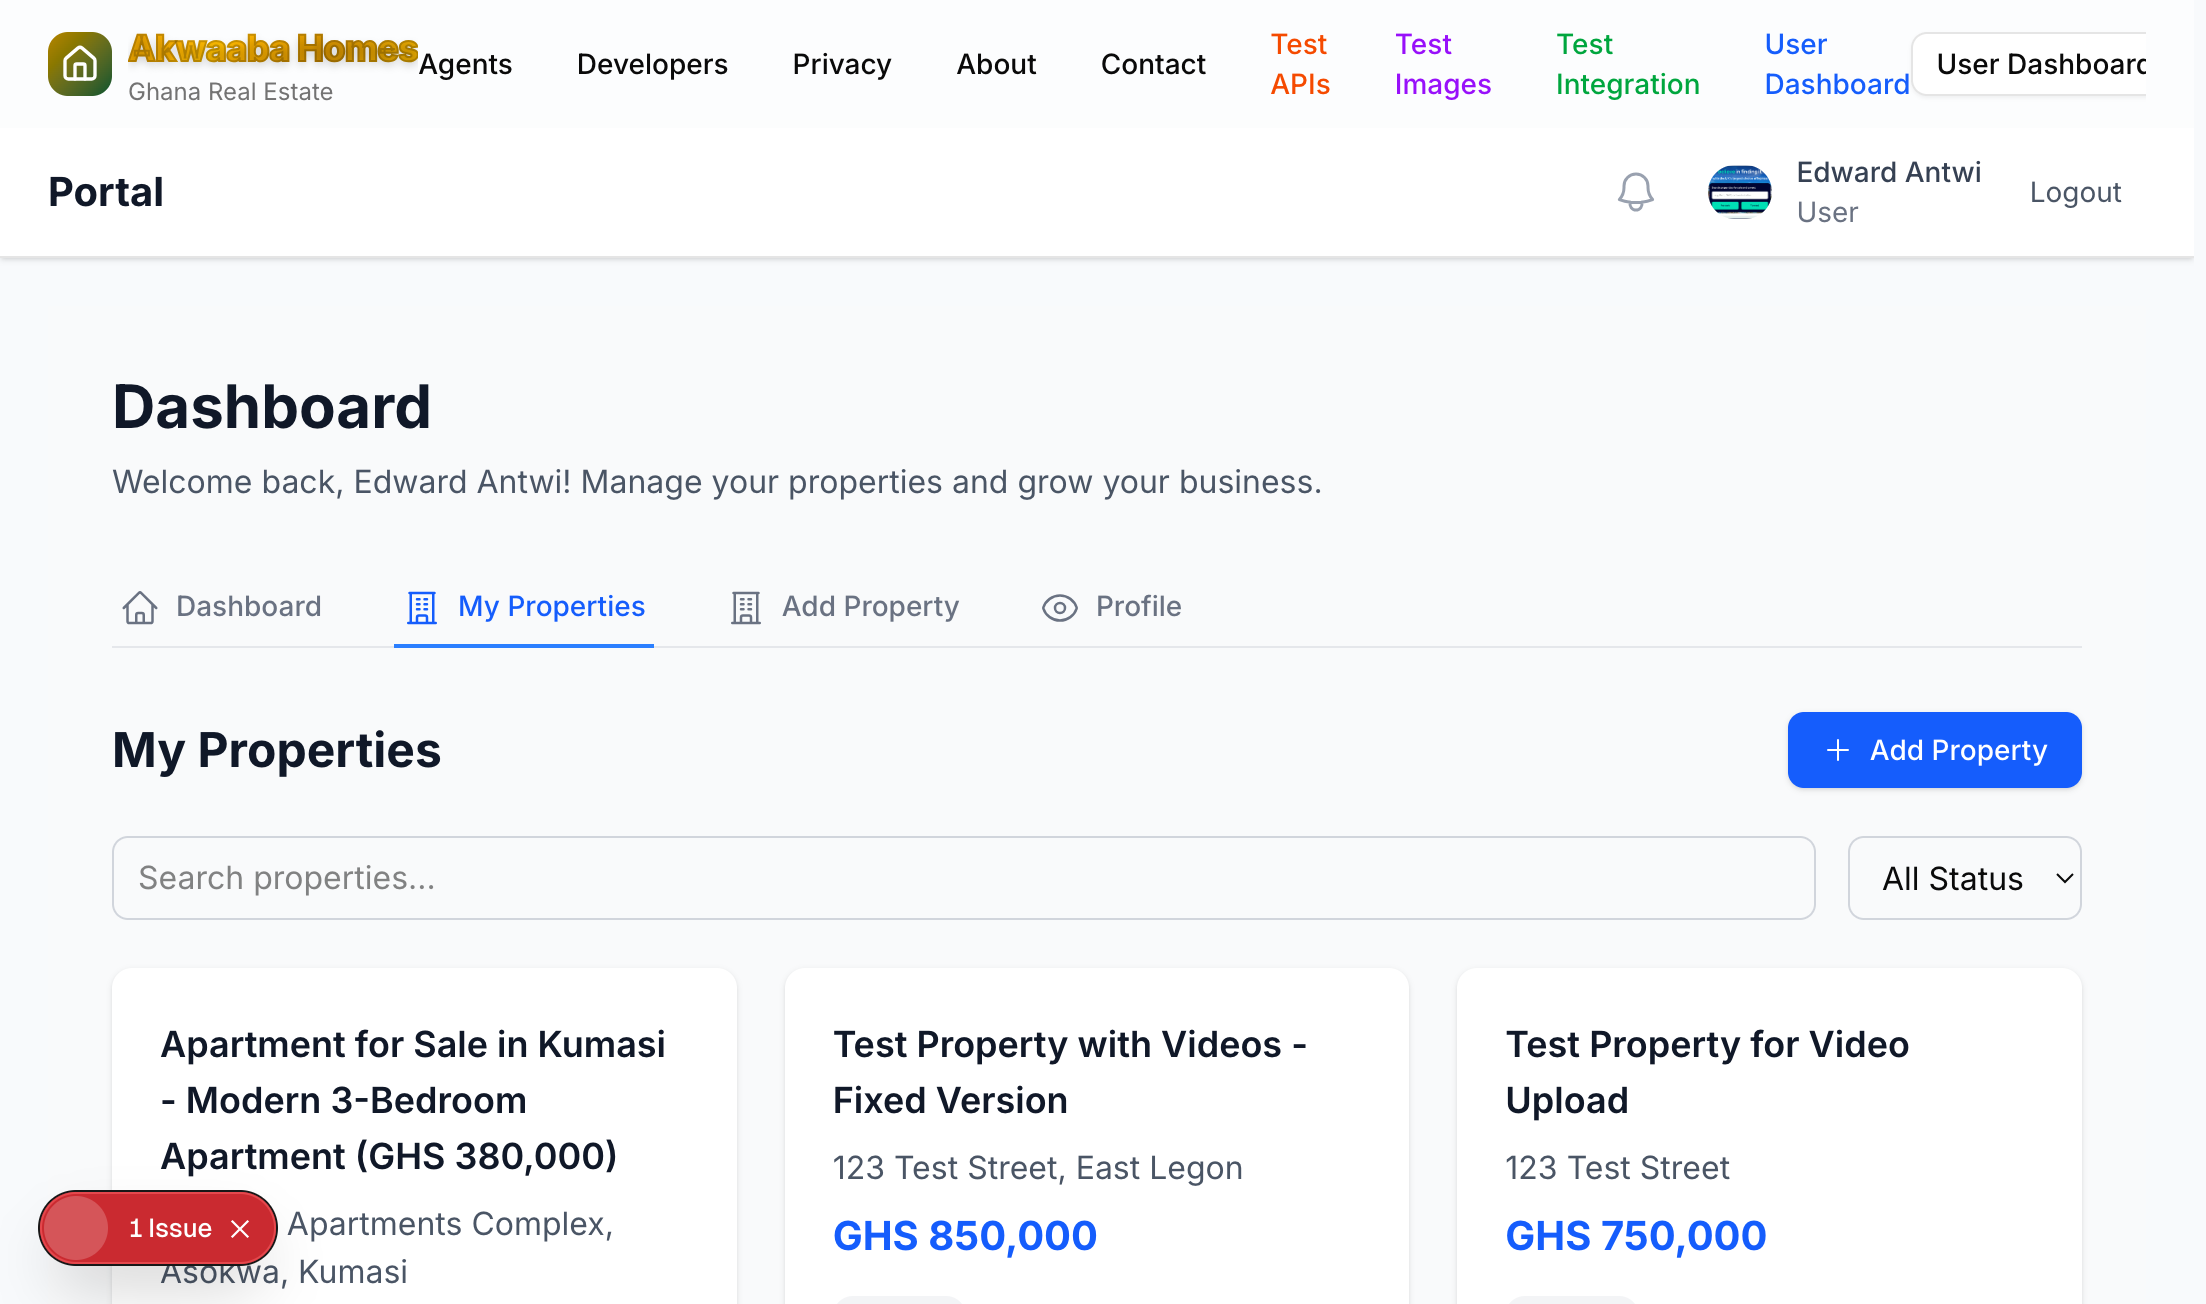 Akwaaba Homes
Ghana Real Estate
Agents
Developers
Privacy
About
Contact
Test
APIs
Test
Images
Test
Integration
User
Dashboard
User Dashboard
Portal
Edward Antwi
User
Logout
Dashboard
Welcome back, Edward Antwi! Manage your properties and grow your business.
Dashboard
My Properties
Add Property
Profile
My Properties
Add Property
Search properties...
All Status
Apartment for Sale in Kumasi
- Modern 3-Bedroom
Apartment (GHS 380,000)
Apartments Complex,
Asokwa, Kumasi
Test Property with Videos -
Fixed Version
123 Test Street, East Legon
GHS 850,000
Test Property for Video
Upload
123 Test Street
GHS 750,000
1 Issue